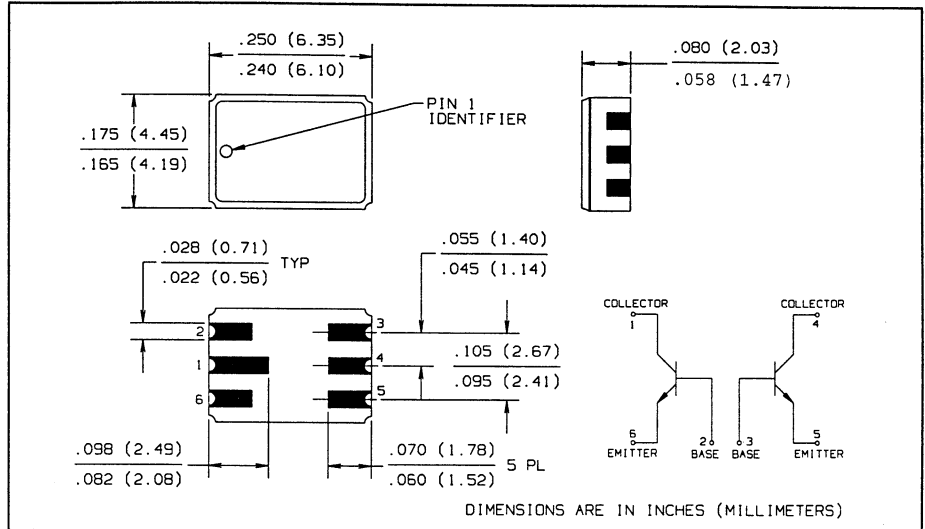 .250 (6.35)
.240 (6.10)
.080 (2.03)
.058 (1.47)
PIN 1
IDENTIFIER
.175 (4.45)
.165 (4.19)
.028 (0.71)
.022 (0.56)
TYP
.055 (1.40)
.045 (1.14)
2
1
6
3
4
5
.105 (2.67)
.095 (2.41)
.098 (2.49)
.082 (2.08)
.070 (1.78)
.060 (1.52)
5 PL
COLLECTOR
1
COLLECTOR
4
6
EMITTER
2
BASE
3
BASE
5
EMITTER
DIMENSIONS ARE IN INCHES (MILLIMETERS)